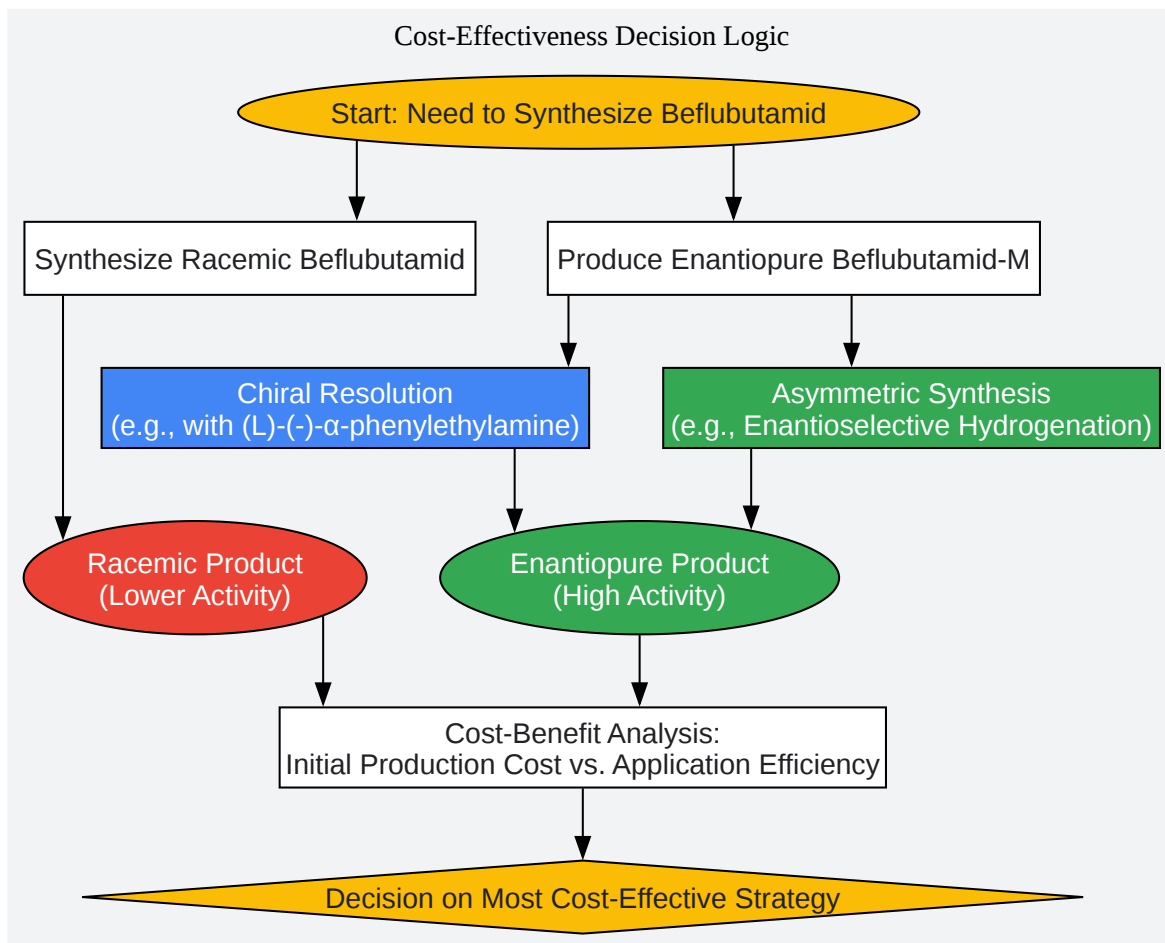 Cost-Effectiveness Decision Logic
Start: Need to Synthesize Beflubutamid
Synthesize Racemic Beflubutamid
Produce Enantiopure Beflubutamid-M
Chiral Resolution
(e.g., with (L)-(-)-α-phenylethylamine)
Asymmetric Synthesis
(e.g., Enantioselective Hydrogenation)
Racemic Product
(Lower Activity)
Enantiopure Product
(High Activity)
Cost-Benefit Analysis:
Initial Production Cost vs. Application Efficiency
Decision on Most Cost-Effective Strategy